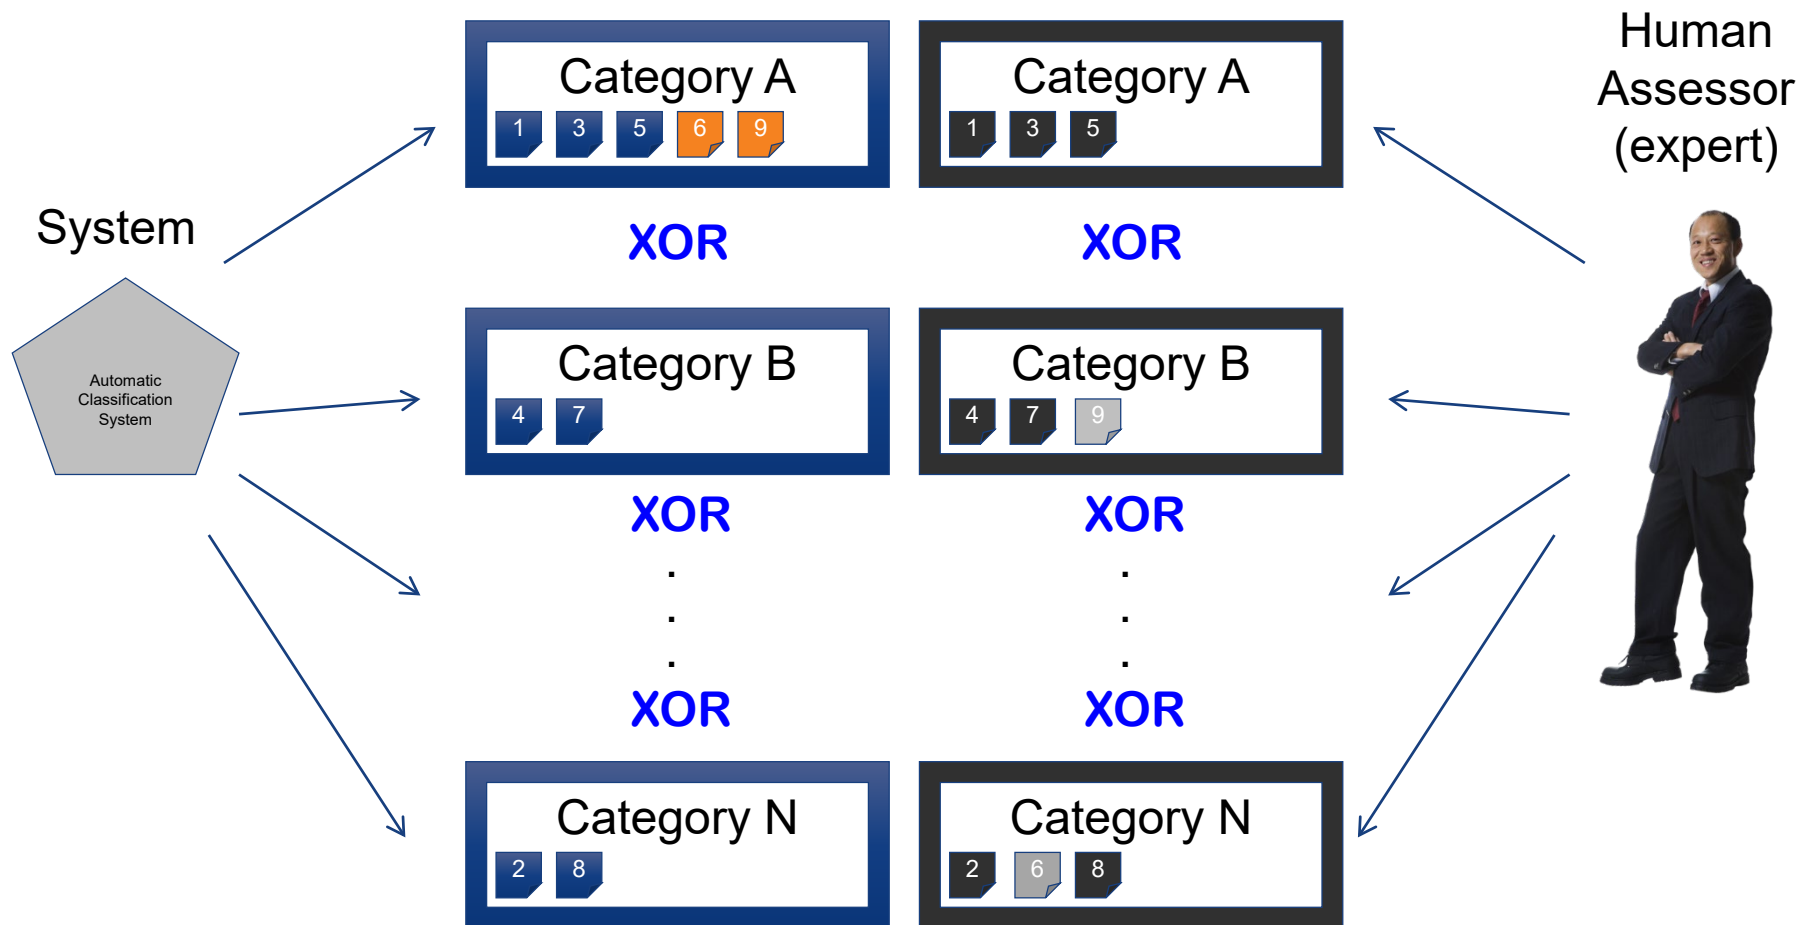 Human
Assessor
(expert)
System
Automatic
Classification
System
Category A
1 3 5 6 9
Category A
1 3 5
XOR
XOR
Category B
4 7
Category B
4 7 9
XOR
XOR
.
.
.
.
.
.
XOR
XOR
Category N
2 8
Category N
2 6 8